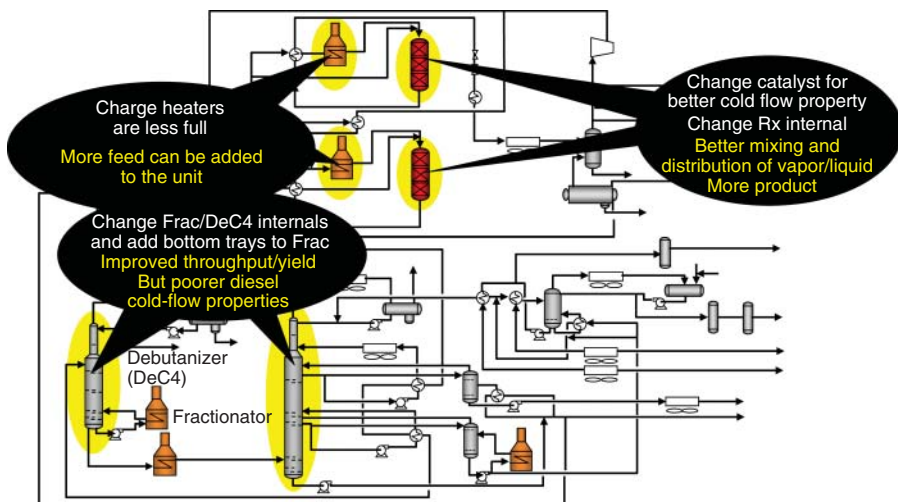 Charge heaters
are less full
More feed can be added
to the unit
Change catalyst for
better cold flow property
Change Rx internal
Better mixing and
distribution of vapor/liquid
More product
Change Frac/DeC4 internals
and add bottom trays to Frac
Improved throughput/yield
But poorer diesel
cold-flow properties
Debutanizer
(DeC4)
Fractionator